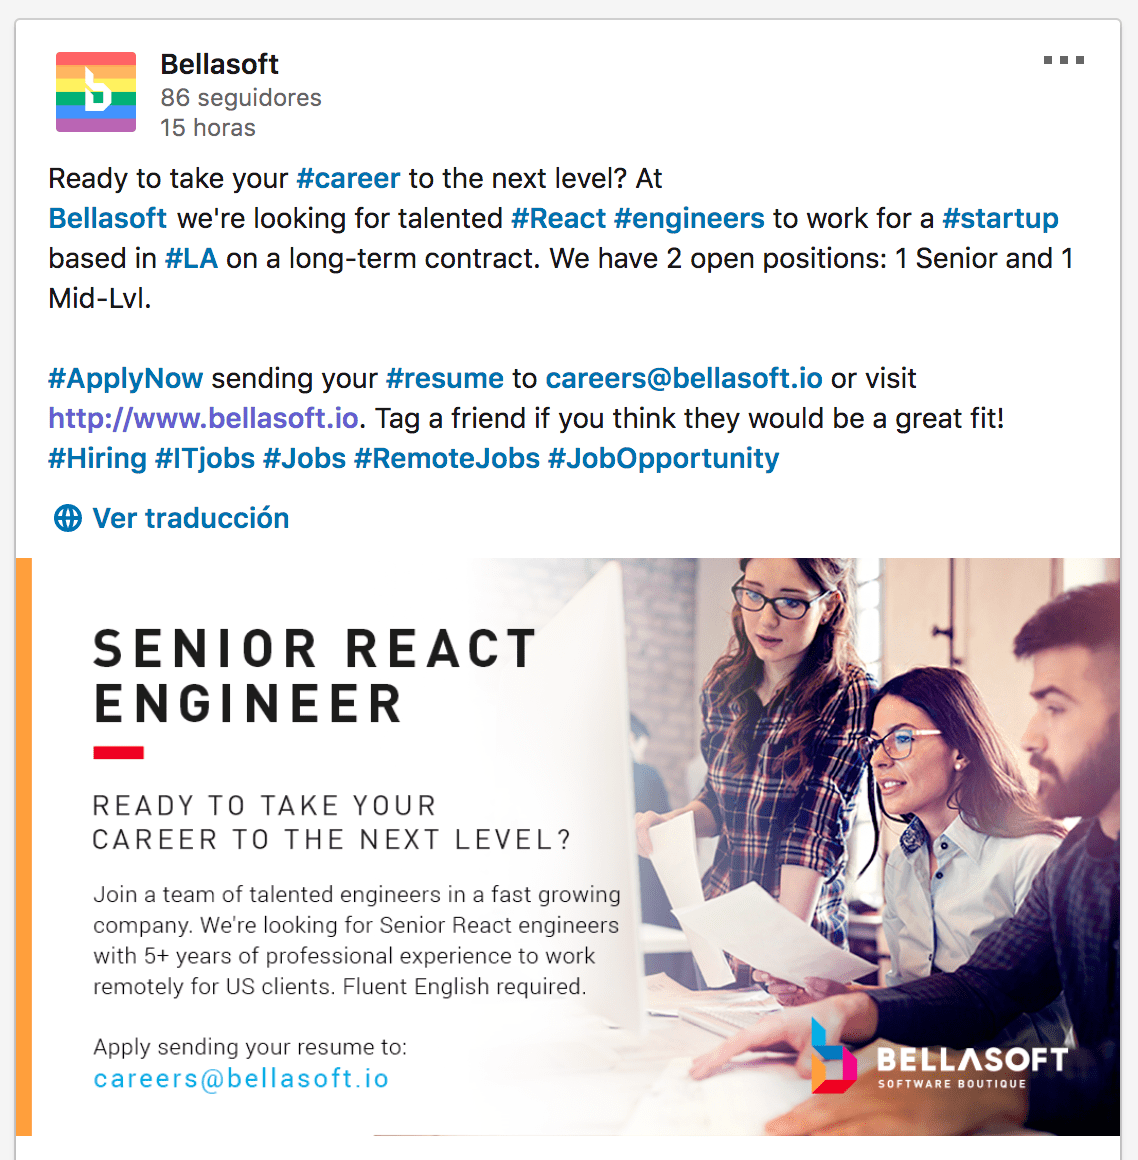 Bellasoft
86 seguidores
15 horas
Ready to take your #career to the next level? At
Bellasoft we're looking for talented #React #engineers to work for a #startup
based in #LA on a long-term contract. We have 2 open positions: 1 Senior and 1
Mid-Lvl.
#ApplyNow sending your #resume to careers@bellasoft.io or visit
http://www.bellasoft.io. Tag a friend if you think they would be a great fit!
#Hiring #ITjobs #Jobs #RemoteJobs #JobOpportunity
Ver traducción
SENIOR REACT
ENGINEER
READY TO TAKE YOUR
CAREER TO THE NEXT LEVEL?
Join a team of talented engineers in a fast growing
company. We're looking for Senior React engineers
with 5+ years of professional experience to work
remotely for US clients. Fluent English required.
Apply sending your resume to:
careers@bellasoft.io
BELLASOFT
SOFTWARE BOUTIQUE